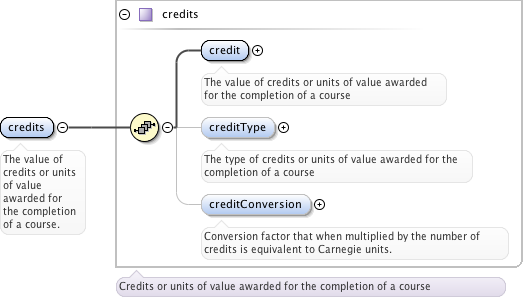 credits
credit
The value of credits or units of value awarded
for the completion of a course
credits
The value of
credits or units
of value
awarded for
the completion
of a course.
creditType
The type of credits or units of value awarded for the
completion of a course
creditConversion
Conversion factor that when multiplied by the number of
credits is equivalent to Carnegie units.
Credits or units of value awarded for the completion of a course